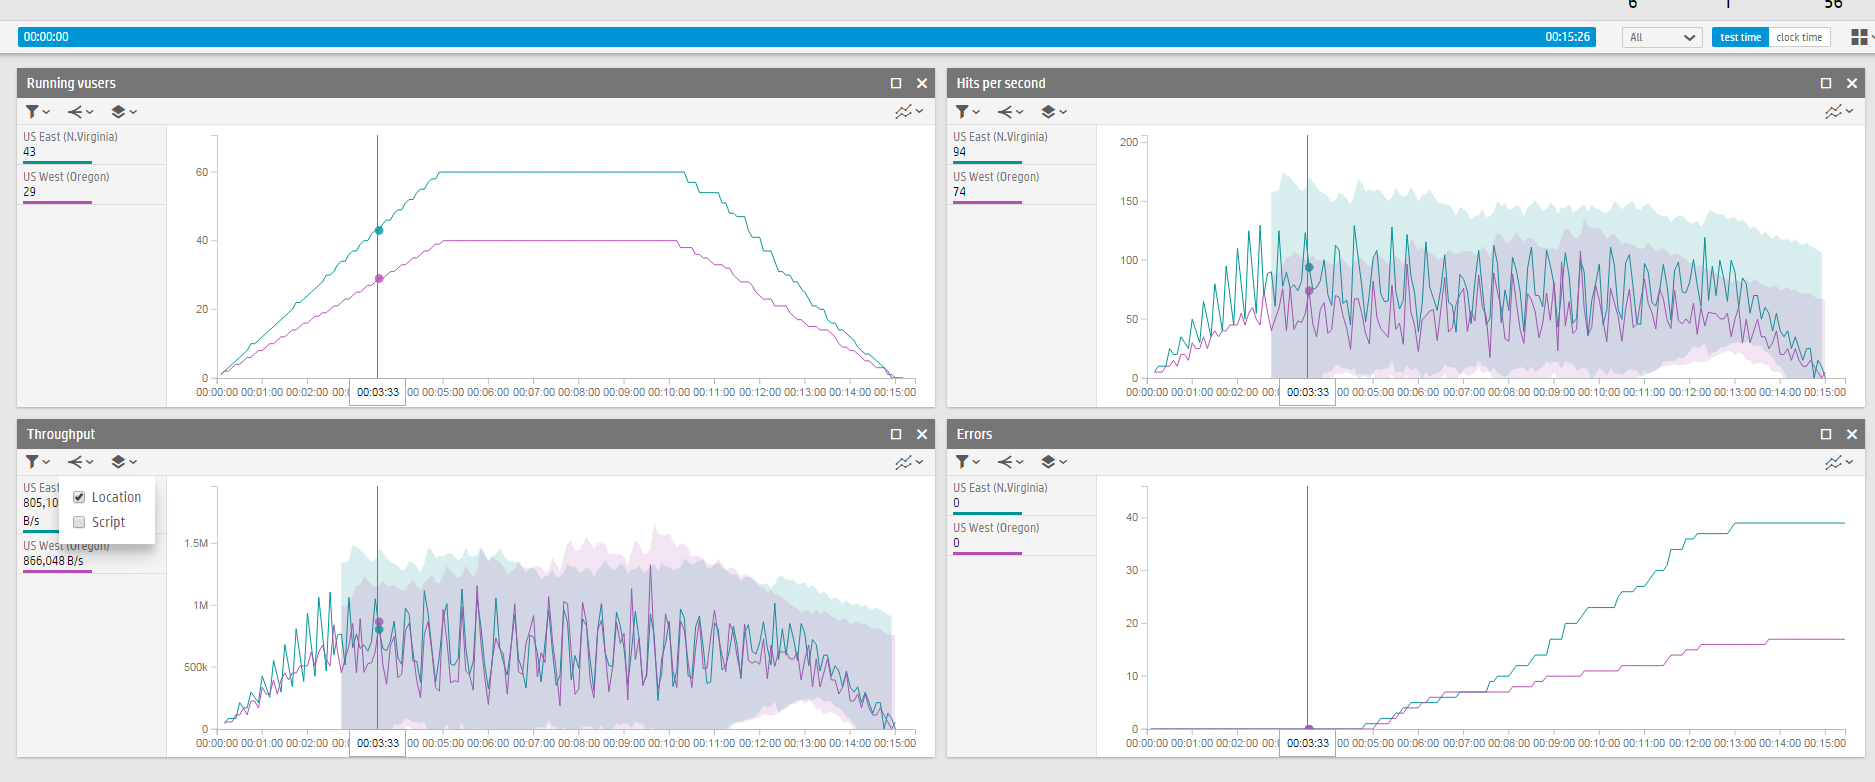 6 1 56
00:00:00 00:15:26 All test time clock time
Running vusers
US East (N.Virginia)
43
US West (Oregon)
29
60
40
20
0
00:00:00 00:01:00 00:02:00 00:0 00:03:33 00 00:05:00 00:06:00 00:07:00 00:08:00 00:09:00 00:10:00 00:11:00 00:12:00 00:13:00 00:14:00 00:15:00
Hits per second
US East (N.Virginia)
94
US West (Oregon)
74
200
150
100
50
0
00:00:00 00:01:00 00:02:00 00: 00:03:33 00 00:05:00 00:06:00 00:07:00 00:08:00 00:09:00 00:10:00 00:11:00 00:12:00 00:13:00 00:14:00 00:15:00
Throughput
US East
805,10
B/s
Location
Script
US West (Oregon)
866,048 B/s
1.5M
1M
500k
0
00:00:00 00:01:00 00:02:00 00: 00:03:33 00 00:05:00 00:06:00 00:07:00 00:08:00 00:09:00 00:10:00 00:11:00 00:12:00 00:13:00 00:14:00 00:15:00
Errors
US East (N.Virginia)
0
US West (Oregon)
0
40
30
20
10
0
00:00:00 00:01:00 00:02:00 00: 00:03:33 00 00:05:00 00:06:00 00:07:00 00:08:00 00:09:00 00:10:00 00:11:00 00:12:00 00:13:00 00:14:00 00:15:00